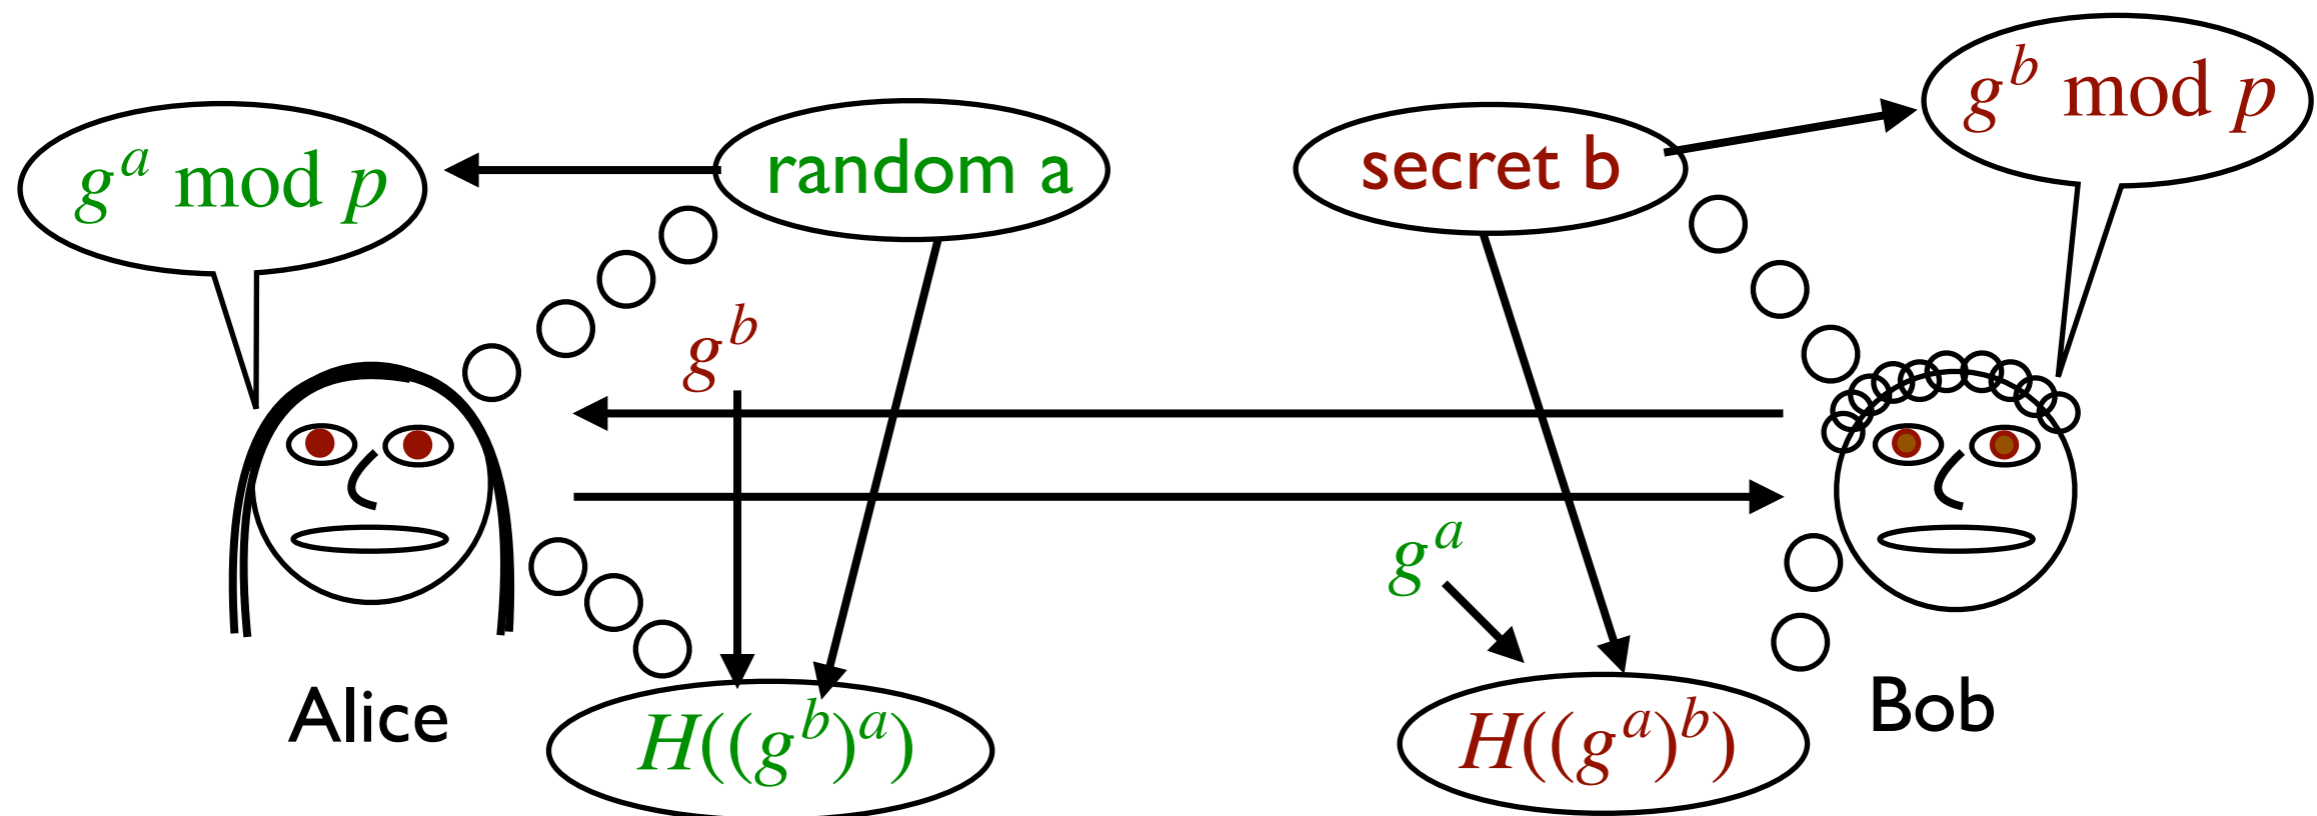 g^b mod p
g^a mod p
random a
secret b
g^b
g^a
Alice
Bob
H((g^b)^a)
H((g^a)^b)